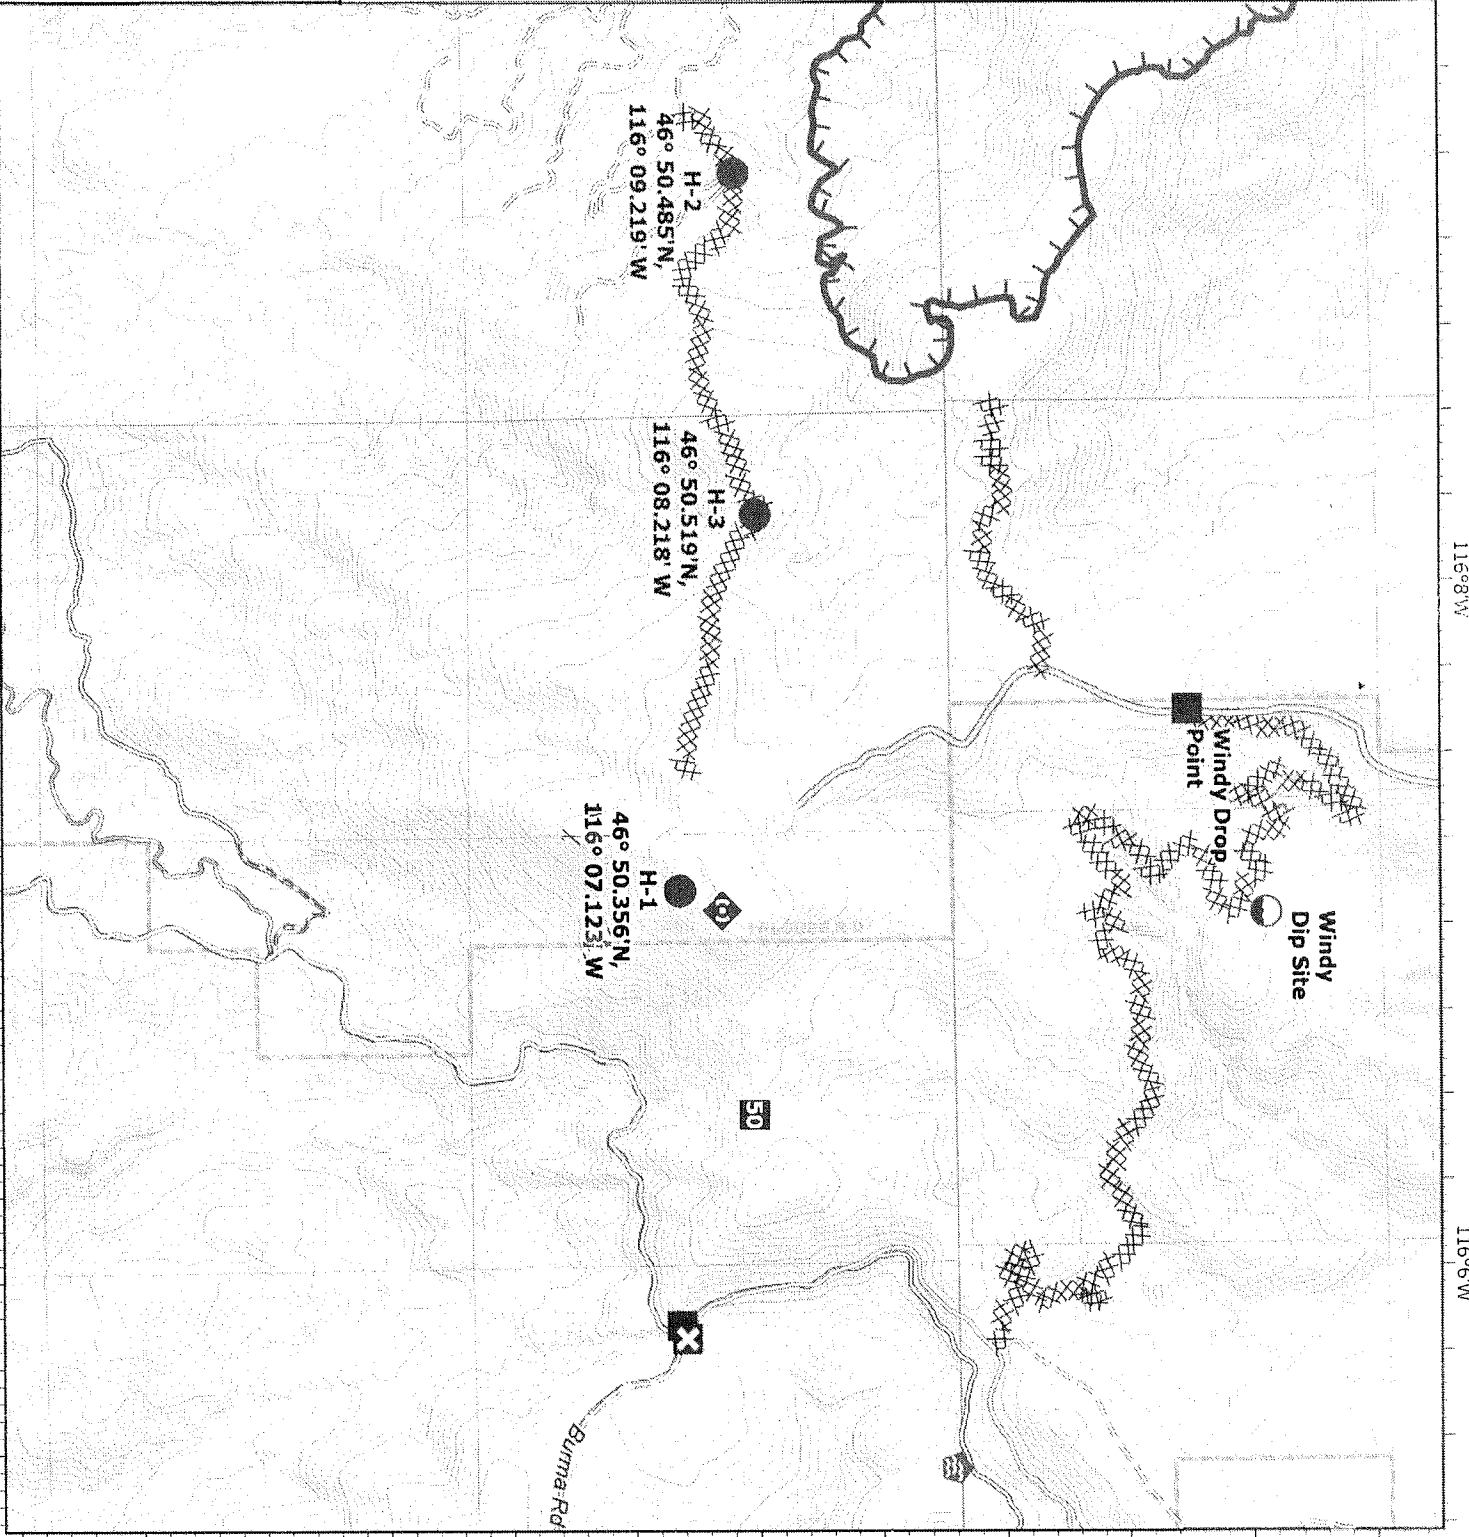 116°8'W
116°6'W
Windy
Dip Site
Windy Drop
Point
H-2
46° 50.485'N,
116° 09.219' W
H-3
46° 50.519'N,
116° 08.218' W
H-1
46° 50.356'N,
116° 07.123' W
50
Burma Rd